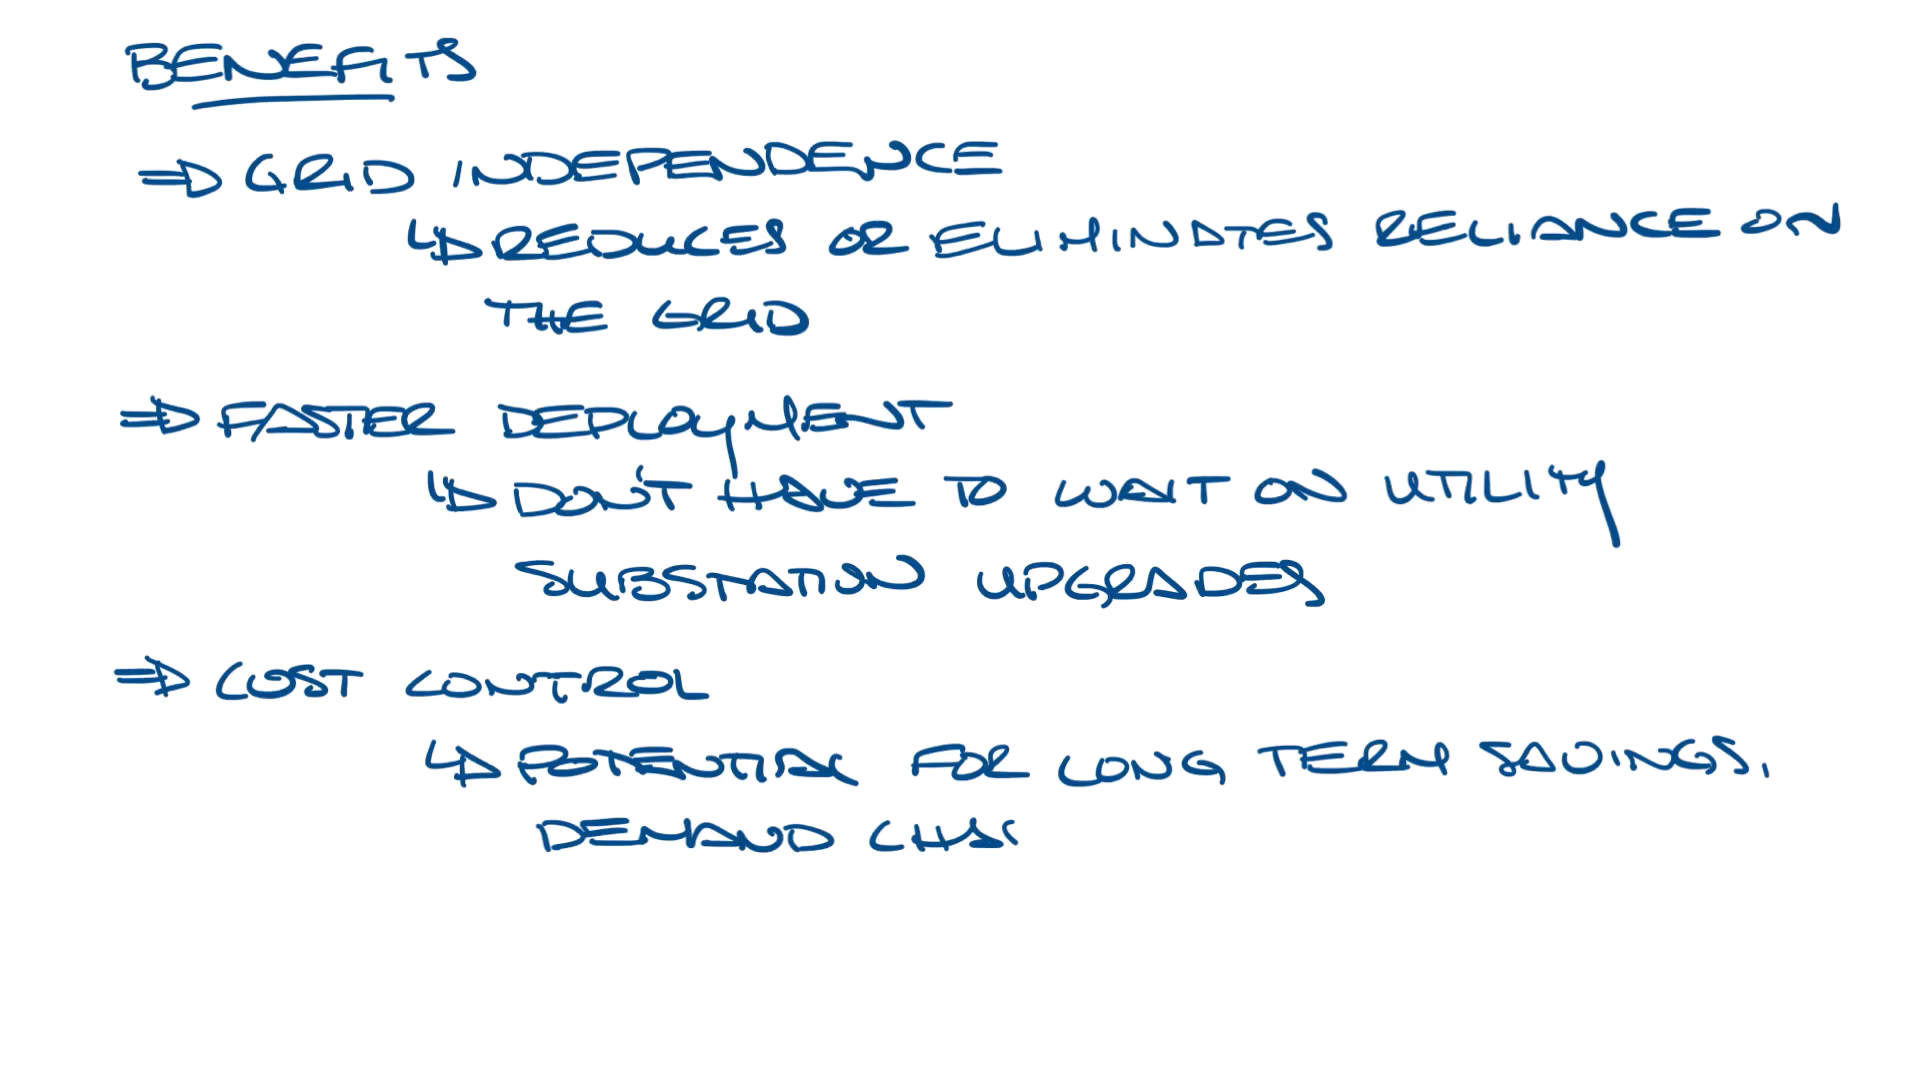 BENEFITS
⇒ GRID INDEPENDENCE
↳ REDUCES OR ELIMINATES RELIANCE ON
THE GRID
⇒ FASTER DEPLOYMENT
↳ DON'T HAVE TO WAIT ON UTILITY
SUBSTATION UPGRADES
⇒ COST CONTROL
↳ POTENTIAL FOR LONG TERM SAVINGS,
DEMAND CHAR